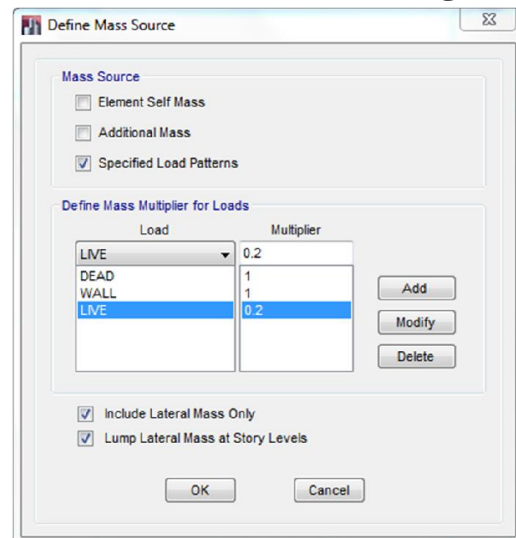 Define Mass Source
Mass Source
Element Self Mass
Additional Mass
Specified Load Patterns
Define Mass Multiplier for Loads
Load Multiplier
LIVE 0.2
DEAD 1
WALL 1
LIVE 0.2
Add
Modify
Delete
Include Lateral Mass Only
Lump Lateral Mass at Story Levels
OK Cancel